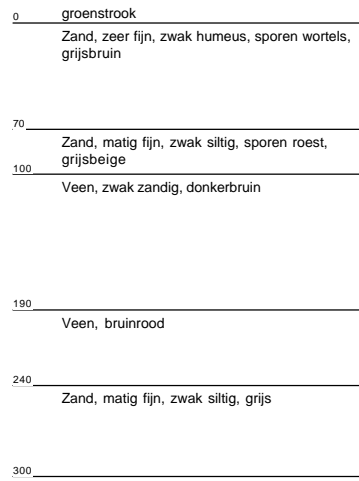 0 groenstrook
Zand, zeer fijn, zwak humeus, sporen wortels,
grijsbruin
70
Zand, matig fijn, zwak siltig, sporen roest,
grijsbeige
100
Veen, zwak zandig, donkerbruin
190
Veen, bruinrood
240
Zand, matig fijn, zwak siltig, grijs
300